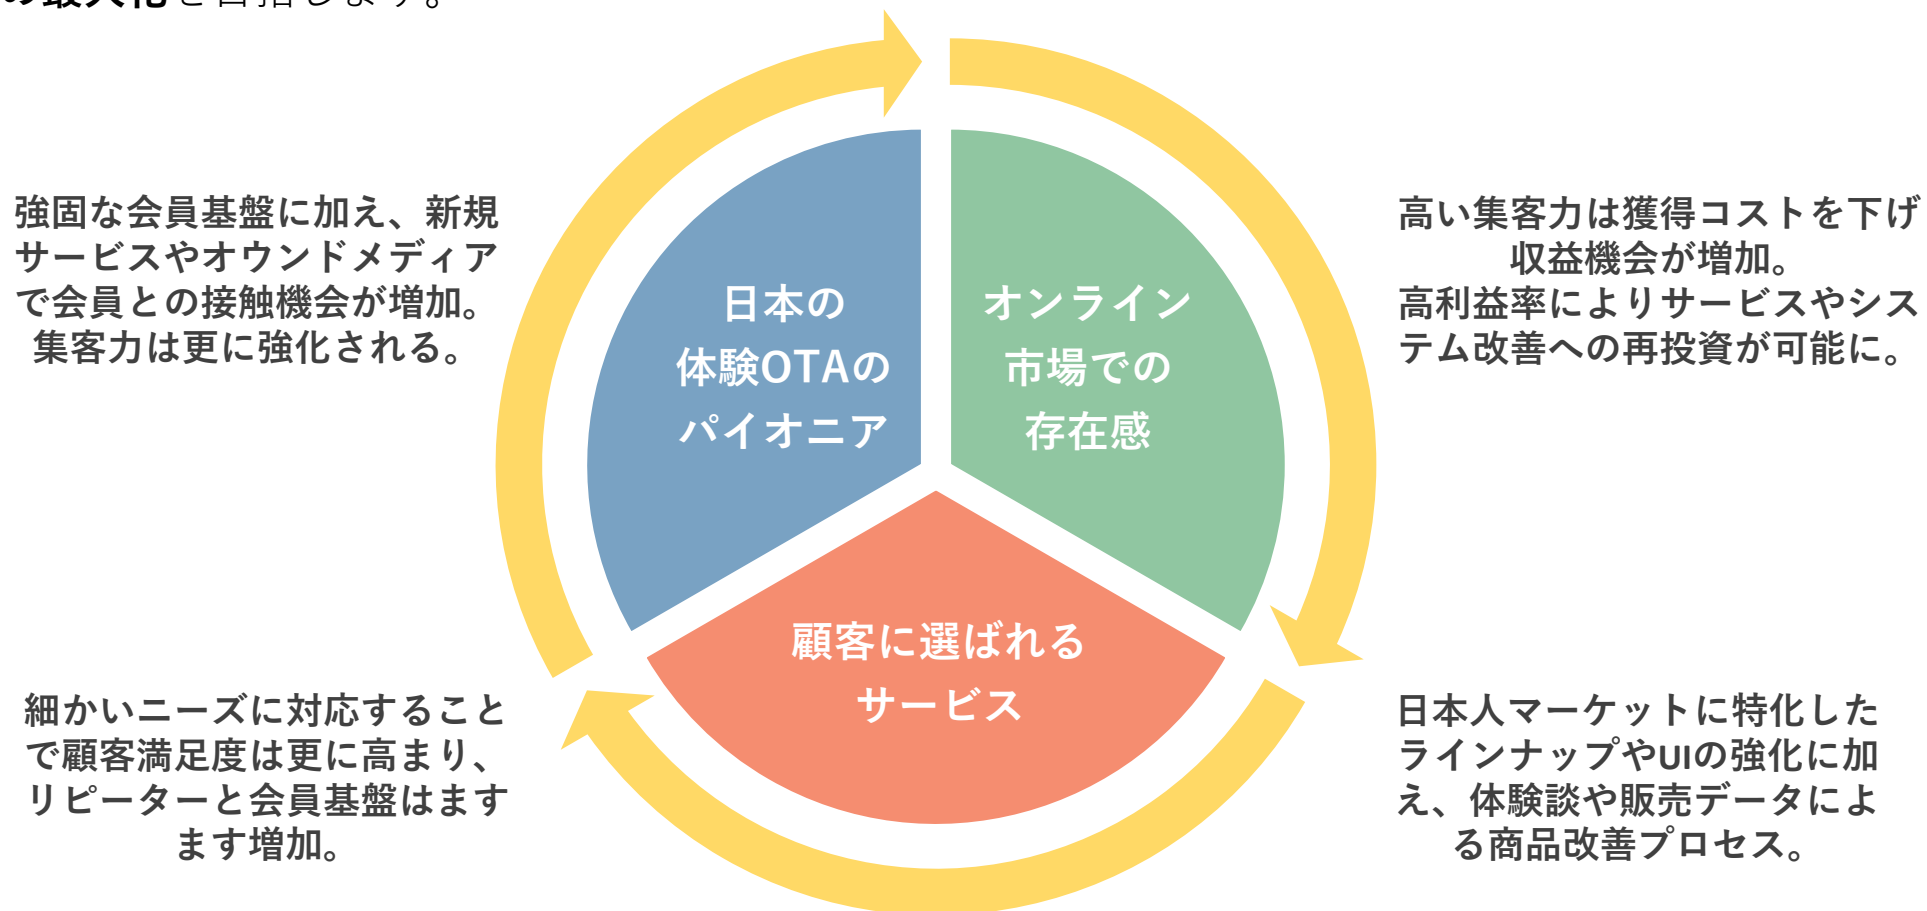 の最大化を目指します。
強固な会員基盤に加え、新規
サービスやオウンドメディア
で会員との接触機会が増加。
集客力は更に強化される。
日本の
体験OTAの
パイオニア
オンライン
市場での
存在感
高い集客力は獲得コストを下げ
収益機会が増加。
高利益率によりサービスやシス
テム改善への再投資が可能に。
顧客に選ばれる
サービス
細かいニーズに対応すること
で顧客満足度は更に高まり、
リピーターと会員基盤はます
ます増加。
日本人マーケットに特化した
ラインナップやUIの強化に加
え、体験談や販売データによ
る商品改善プロセス。